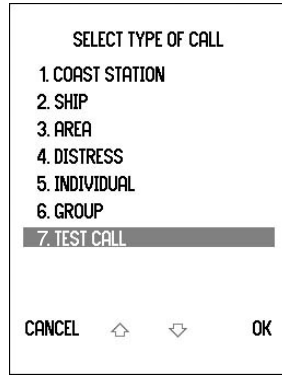 SELECT TYPE OF CALL
1. COAST STATION
2. SHIP
3. AREA
4. DISTRESS
5. INDIVIDUAL
6. GROUP
7. TEST CALL
CANCEL OK